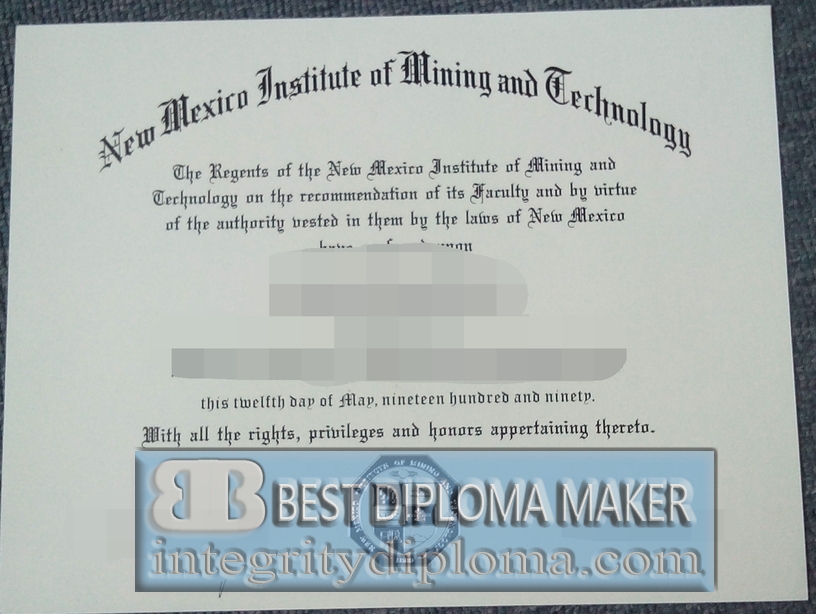 New Mexico Institute of Mining and Technology
The Regents of the New Mexico Institute of Mining and
Technology on the recommendation of its Faculty and by virtue
of the authority vested in them by the laws of New Mexico
this twelfth day of May, nineteen hundred and ninety.
With all the rights, privileges and honors appertaining thereto.
BEST DIPLOMA MAKER
integritydiploma.com